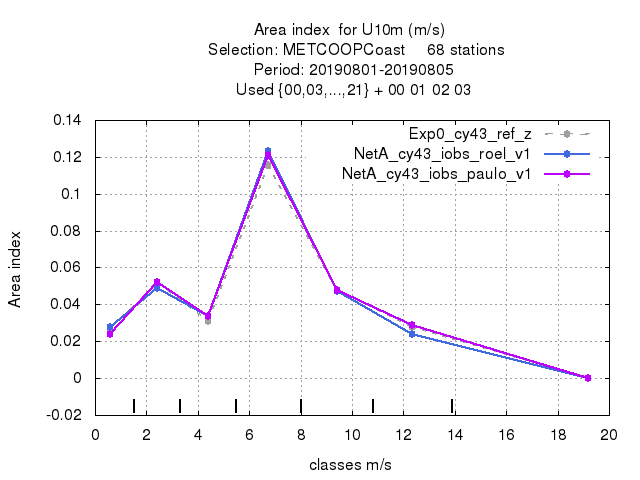 Area index  for U10m (m/s)
Selection: METCOOPCoast     68 stations
Period: 20190801-20190805
Used {00,03,...,21} + 00 01 02 03
0.14
0.12
0.1
0.08
0.06
0.04
0.02
0
-0.02
Area index
Exp0_cy43_ref_z
NetA_cy43_iobs_roel_v1
NetA_cy43_iobs_paulo_v1
0 2 4 6 8 10 12 14 16 18 20
classes m/s